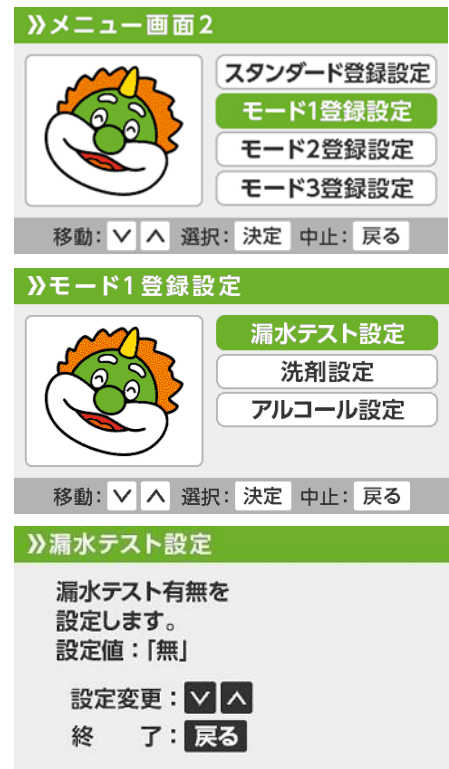 》メニュー画面2
スタンダード登録設定
モード1登録設定
モード2登録設定
モード3登録設定
移動：∨ ∧ 選択：決定 中止：戻る
》モード1登録設定
漏水テスト設定
洗剤設定
アルコール設定
移動：∨ ∧ 選択：決定 中止：戻る
》漏水テスト設定
漏水テスト有無を
設定します。
設定値：「無」
設定変更：∨ ∧
終　了：戻る